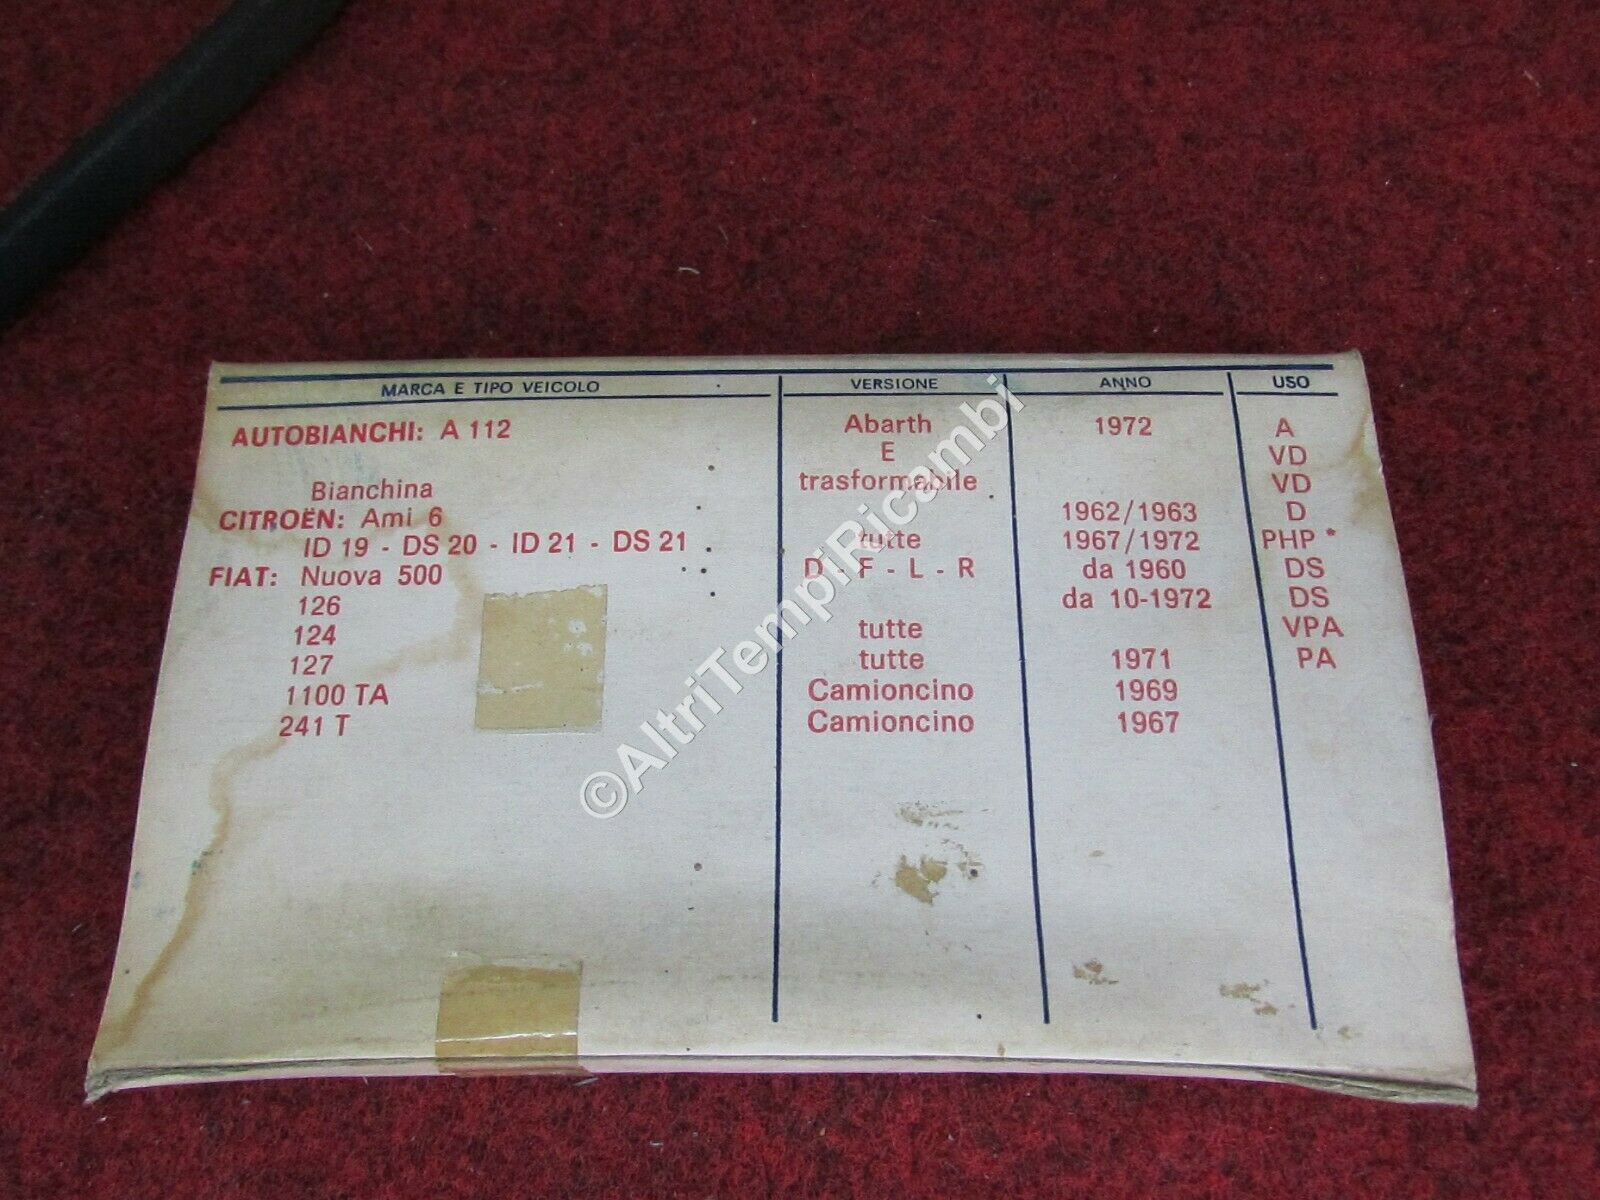 MARCA E TIPO VEICOLO VERSIONE ANNO USO
AUTOBIANCHI: A 112 Abarth 1972 A
E VD
Bianchina trasformabile VD
CITROËN: Ami 6 1962/1963 D
ID 19 - DS 20 - ID 21 - DS 21 tutte 1967/1972 PHP *
FIAT: Nuova 500 D - F - L - R da 1960 DS
126 da 10-1972 DS
124 tutte VPA
127 tutte 1971 PA
1100 TA Camioncino 1969
241 T Camioncino 1967
©AltriTempiRicambi